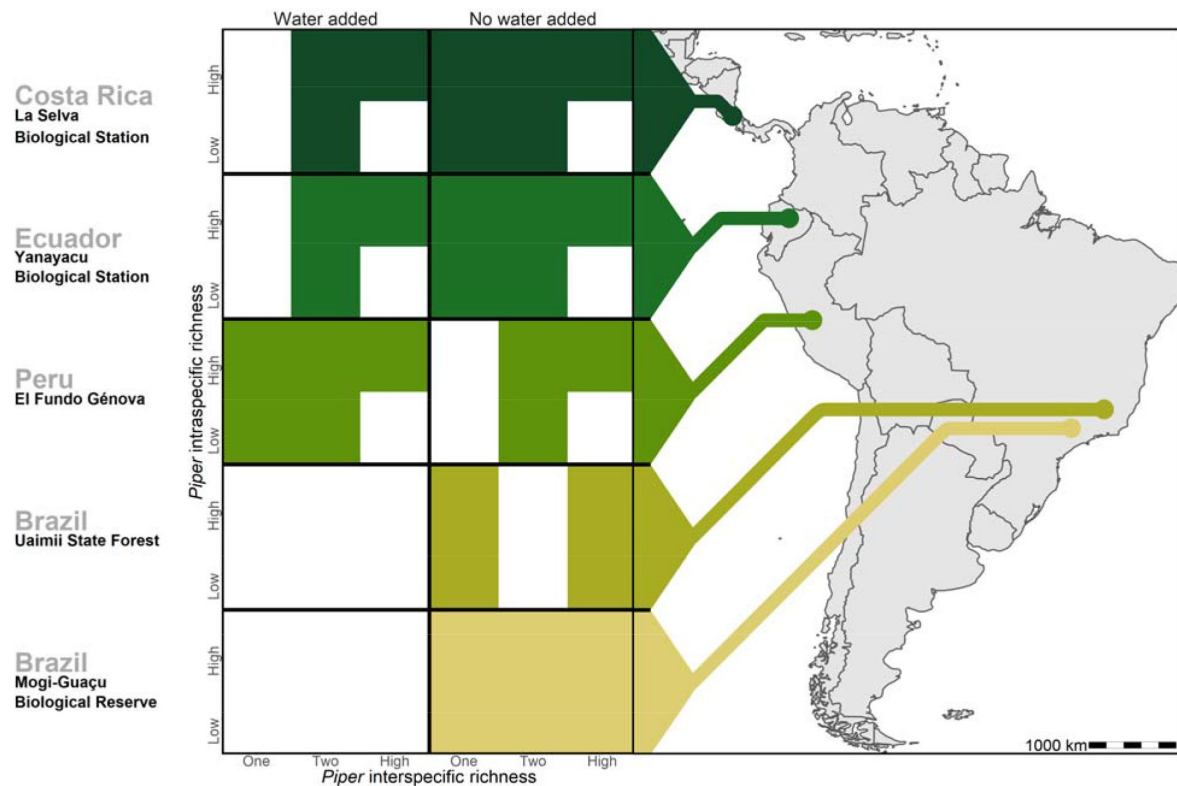 Water added
No water added
Costa Rica
La Selva
Biological Station
High
Low
Ecuador
Yanayacu
Biological Station
High
Low
Peru
El Fundo Génova
High
Low
Brazil
Uaimii State Forest
High
Low
Brazil
Mogi-Guaçu
Biological Reserve
High
Low
Piper intraspecific richness
One Two High One Two High
Piper interspecific richness
1000 km